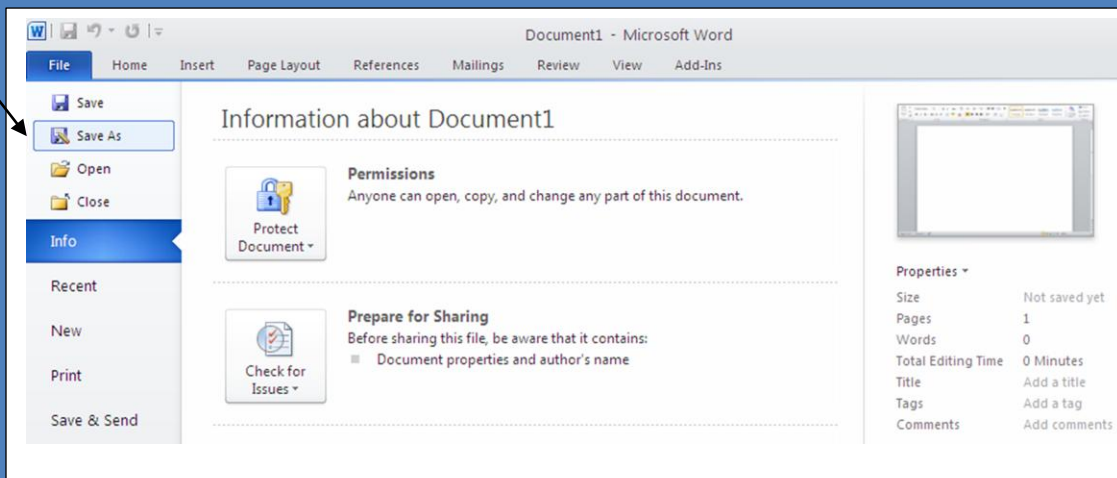 W
Document1 - Microsoft Word
File Home Insert Page Layout References Mailings Review View Add-Ins
Save
Save As
Open
Close
Info
Recent
New
Print
Save & Send
Information about Document1
Protect
Document
Permissions
Anyone can open, copy, and change any part of this document.
Check for
Issues
Prepare for Sharing
Before sharing this file, be aware that it contains:
Document properties and author's name
Properties
Size Not saved yet
Pages 1
Words 0
Total Editing Time 0 Minutes
Title Add a title
Tags Add a tag
Comments Add comments